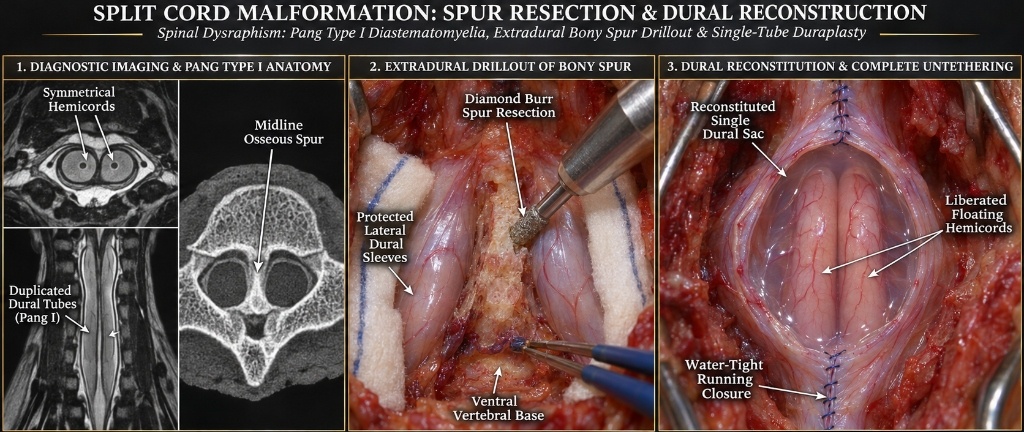 SPLIT CORD MALFORMATION: SPUR RESECTION & DURAL RECONSTRUCTION
Spinal Dysraphism: Pang Type I Diastematomyelia, Extradural Bony Spur Drillout & Single-Tube Duraplasty
1. DIAGNOSTIC IMAGING & PANG TYPE I ANATOMY
Symmetrical
Hemicords
Midline
Osseous Spur
Duplicated
Dural Tubes
(Pang I)
2. EXTRADURAL DRILLOUT OF BONY SPUR
Diamond Burr
Spur Resection
Protected
Lateral
Dural
Sleeves
Ventral
Vertebral Base
3. DURAL RECONSTITUTION & COMPLETE UNTETHERING
Reconstituted
Single
Dural Sac
Liberated
Floating
Hemicords
Water-Tight
Running
Closure